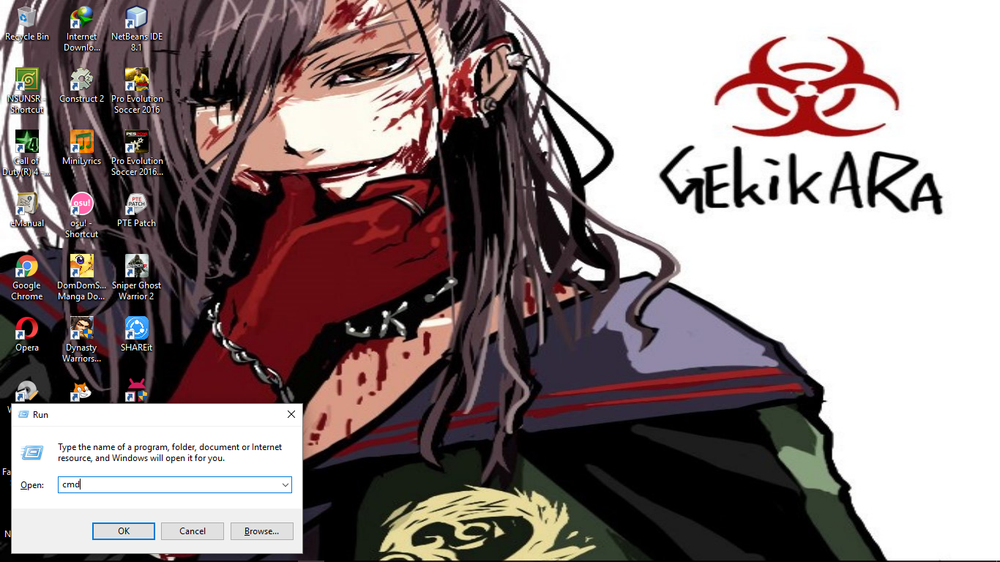 Recycle Bin
Internet
Downlo...
NetBeans IDE
8.1
NSUNSR -
Shortcut
Construct 2
Pro Evolution
Soccer 2016
Call of
Duty(R) 4 -...
MiniLyrics
Pro Evolution
Soccer 2016...
eManual
osu! -
Shortcut
PTE Patch
osu!
PTE
PATCH
Google
Chrome
DomDomS...
Manga Do...
Sniper Ghost
Warrior 2
Opera
Dynasty
Warriors...
SHAREit
GEkikARA
Run
Type the name of a program, folder, document or Internet
resource, and Windows will open it for you.
Open:
cmd
OK
Cancel
Browse...